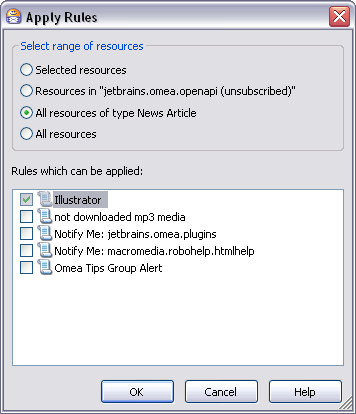 Apply Rules
Select range of resources
Selected resources
Resources in "jetbrains.omea.openapi (unsubscribed)"
All resources of type News Article
All resources
Rules which can be applied:
Illustrator
not downloaded mp3 media
Notify Me: jetbrains.omea.plugins
Notify Me: macromedia.robohelp.htmlhelp
Omea Tips Group Alert
OK Cancel Help